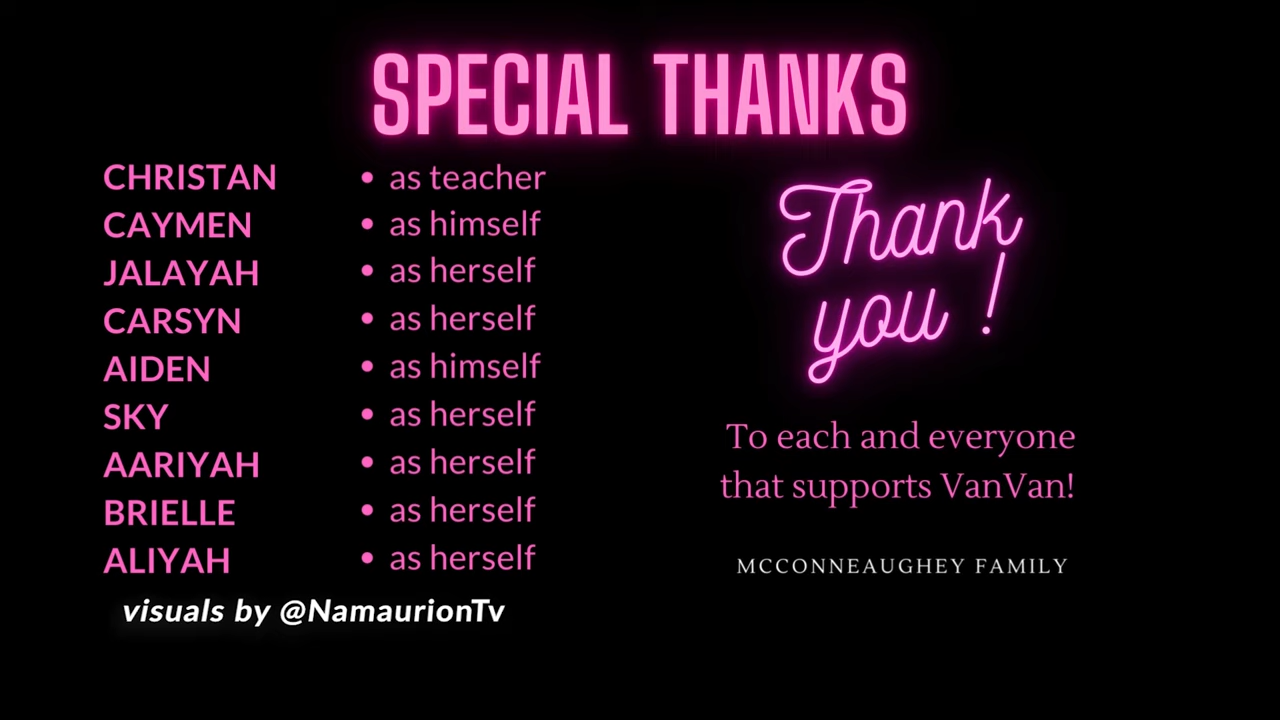 SPECIAL THANKS
CHRISTAN • as teacher
CAYMEN • as himself
JALAYAH • as herself
CARSYN • as herself
AIDEN • as himself
SKY • as herself
AARIYAH • as herself
BRIELLE • as herself
ALIYAH • as herself
visuals by @NamaurionTv
Thank
you !
To each and everyone
that supports VanVan!
MCCONNEAUGHEY FAMILY